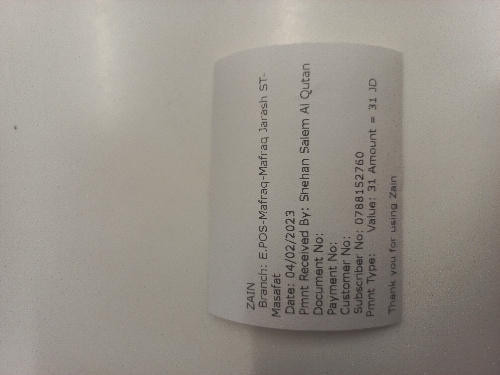 ZAIN
Branch: E.POS-Mafraq-Mafraq Jarash ST-
Masafat
Date: 04/02/2023
Pmnt Received By: Shehan Salem Al Qutan
Document No:
Payment No:
Customer No:
Subscriber No: 0788152760
Pmnt Type: Value: 31 Amount = 31 JD
Thank you for using Zain